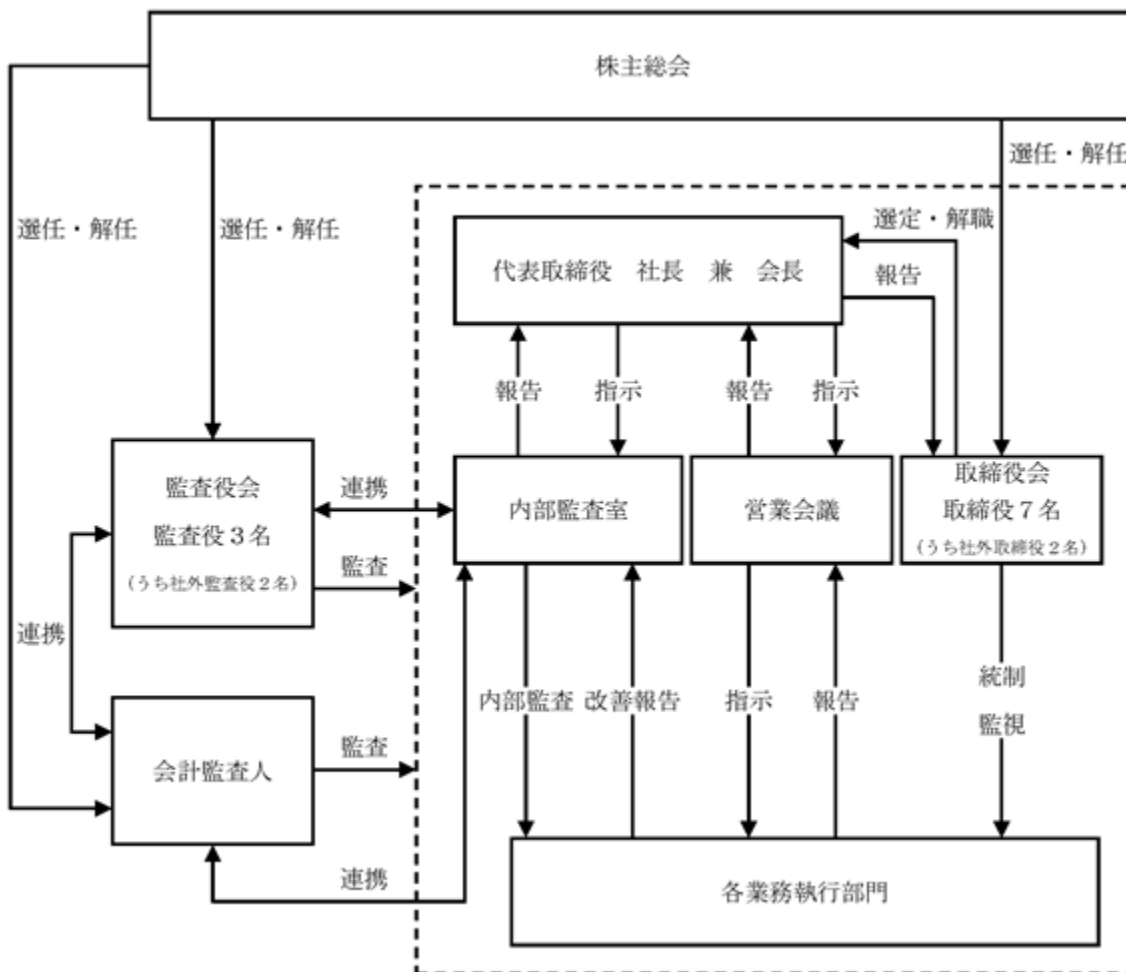 株主総会
選任・解任
選任・解任
選任・解任
選定・解職
代表取締役 社長 兼 会長
報告
報告
指示
報告
指示
監査役会
監査役3名
(うち社外監査役2名)
連携
内部監査室
営業会議
取締役会
取締役7名
(うち社外取締役2名)
監査
連携
内部監査
改善報告
指示
報告
統制
監視
会計監査人
監査
連携
各業務執行部門